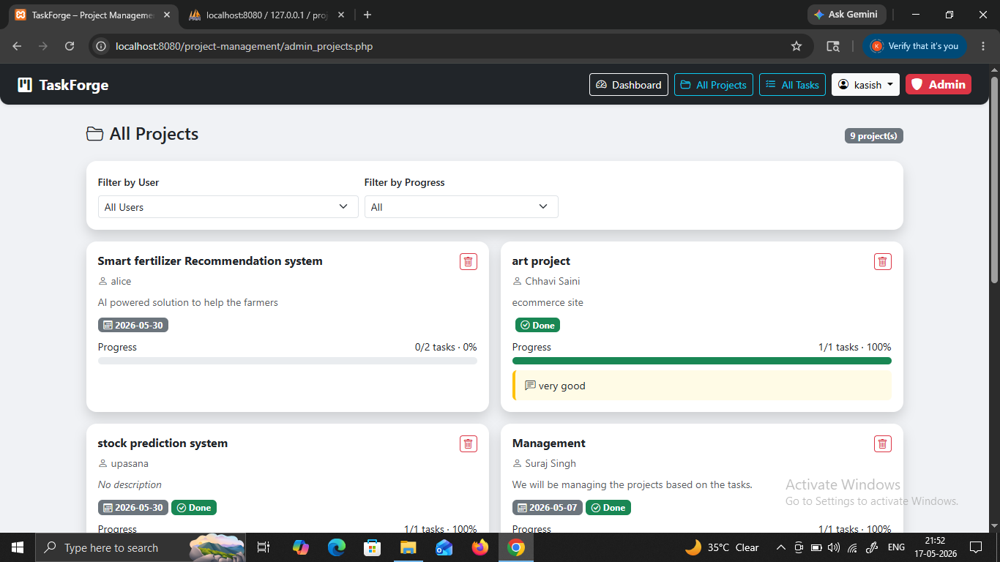 TaskForge – Project Manageme
localhost:8080 / 127.0.0.1 / pro
Ask Gemini
localhost:8080/project-management/admin_projects.php
K
Verify that it's you
TaskForge
Dashboard
All Projects
All Tasks
kasish
Admin
All Projects
9 project(s)
Filter by User
Filter by Progress
All Users
All
Smart fertilizer Recommendation system
art project
alice
Chhavi Saini
AI powered solution to help the farmers
ecommerce site
2026-05-30
Done
Progress
0/2 tasks · 0%
Progress
1/1 tasks · 100%
very good
stock prediction system
Management
upasana
Suraj Singh
No description
We will be managing the projects based on the tasks.
2026-05-30
Done
2026-05-07
Done
Progress
1/1 tasks · 100%
Progress
1/1 tasks · 100%
Activate Windows
Go to Settings to activate Windows.
Type here to search
35°C Clear
ENG
21:52
17-05-2026